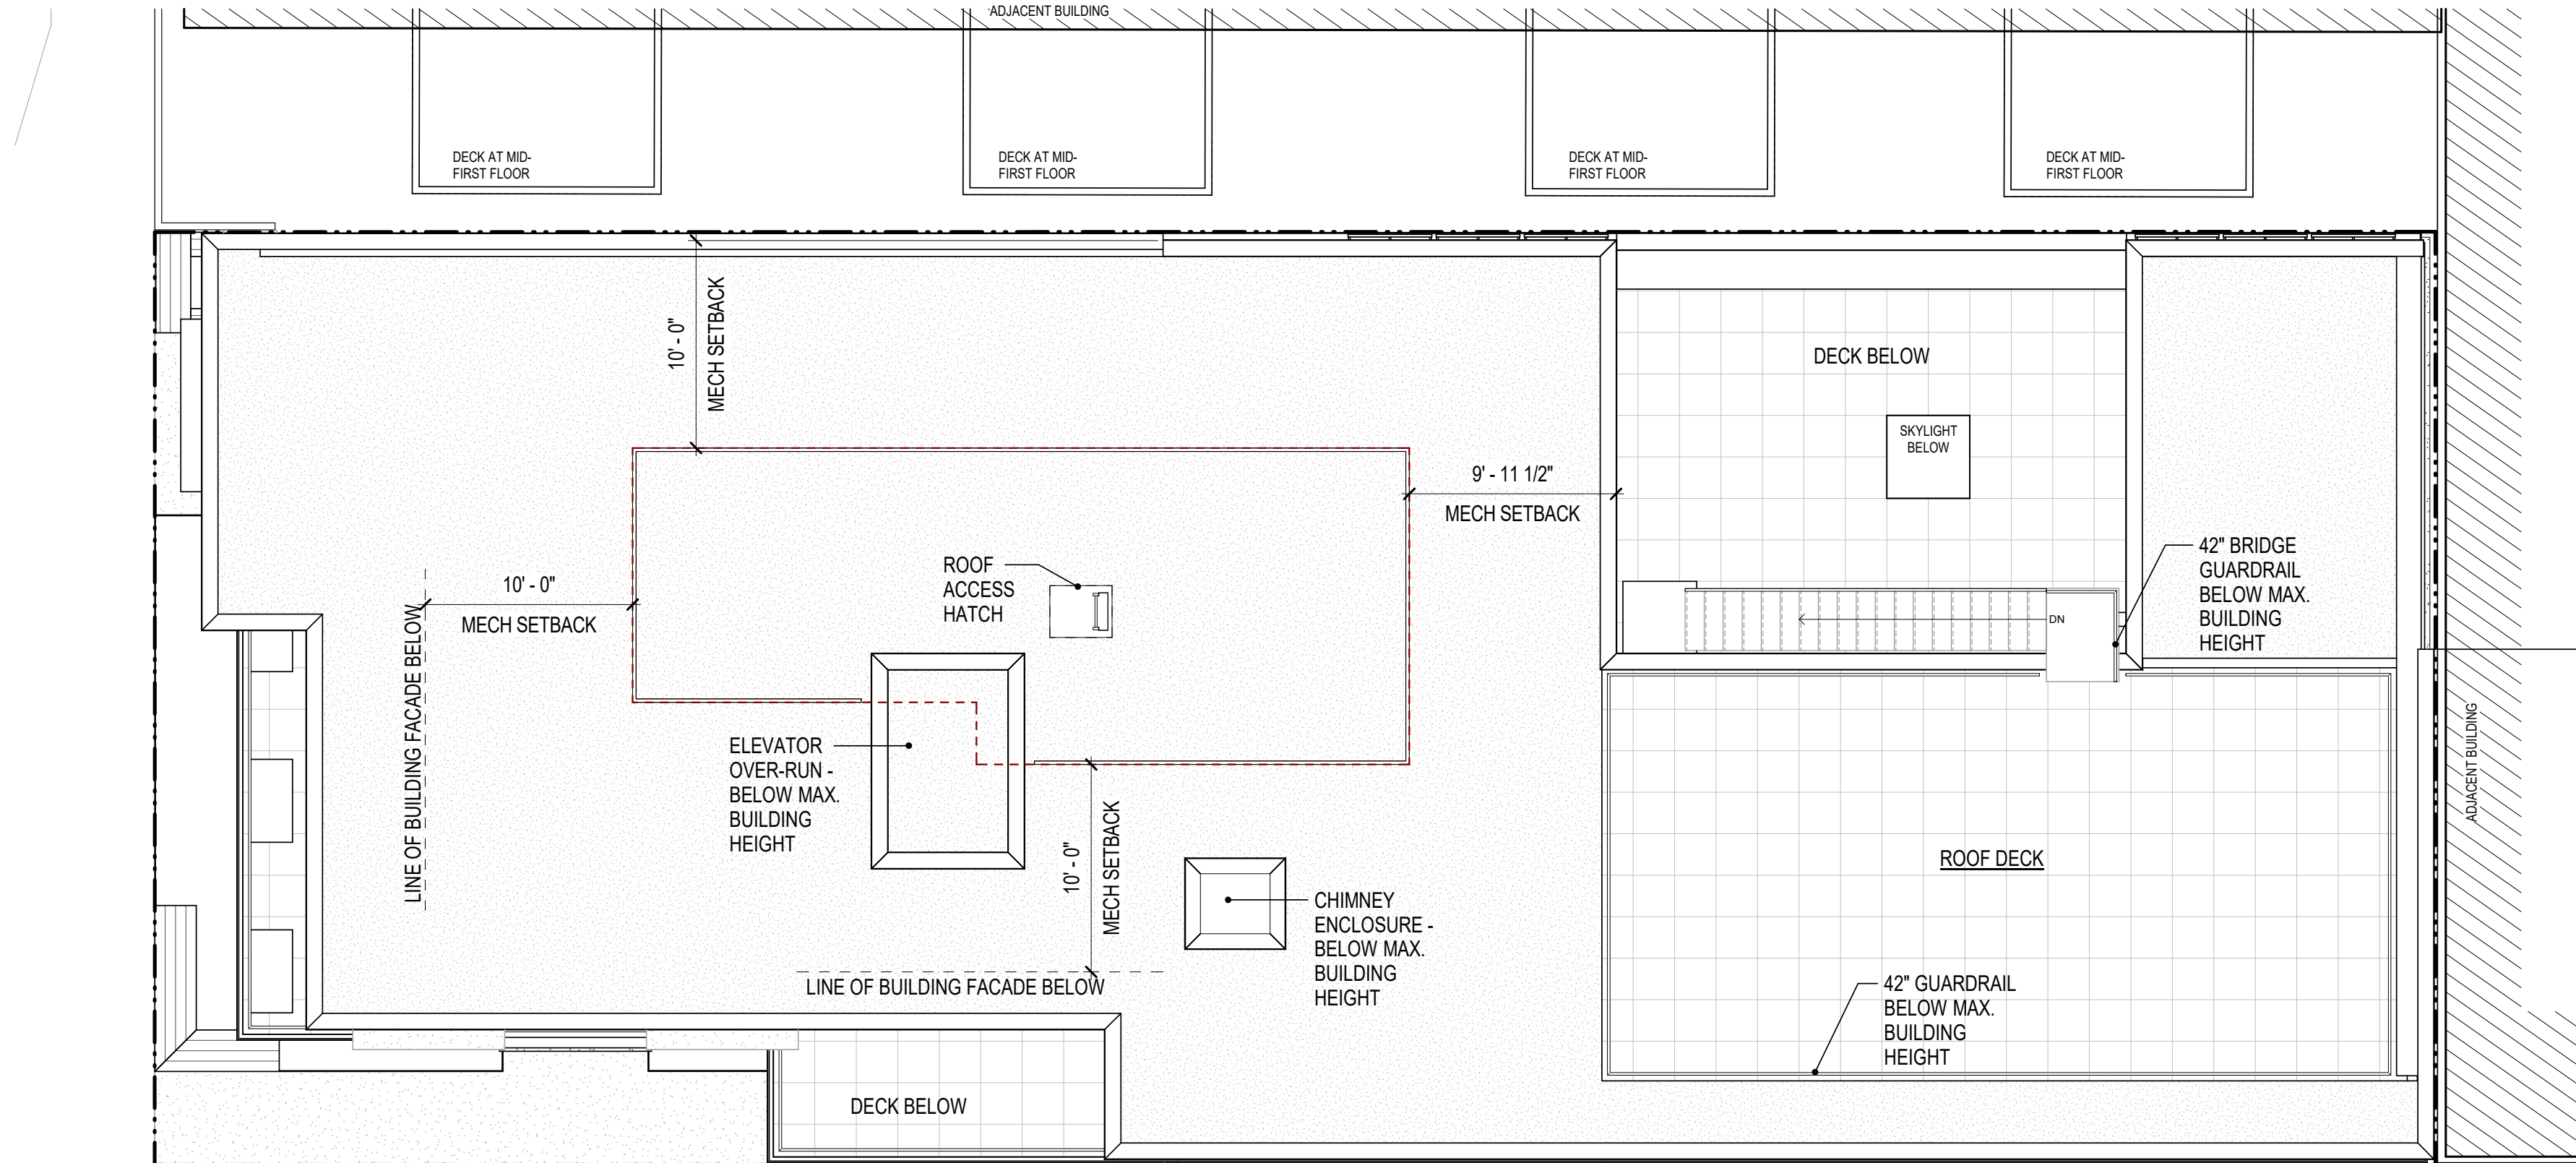 ADJACENT BUILDING
DECK AT MID-
FIRST FLOOR
DECK AT MID-
FIRST FLOOR
DECK AT MID-
FIRST FLOOR
DECK AT MID-
FIRST FLOOR
10' - 0"
MECH SETBACK
DECK BELOW
SKYLIGHT
BELOW
9' - 11 1/2"
MECH SETBACK
42" BRIDGE
GUARDRAIL
BELOW MAX.
BUILDING
HEIGHT
ROOF
ACCESS
HATCH
10' - 0"
MECH SETBACK
LINE OF BUILDING FACADE BELOW
DN
ELEVATOR
OVER-RUN -
BELOW MAX.
BUILDING
HEIGHT
10' - 0"
MECH SETBACK
ADJACENT BUILDING
ROOF DECK
CHIMNEY
ENCLOSURE -
BELOW MAX.
BUILDING
HEIGHT
LINE OF BUILDING FACADE BELOW
42" GUARDRAIL
BELOW MAX.
BUILDING
HEIGHT
DECK BELOW